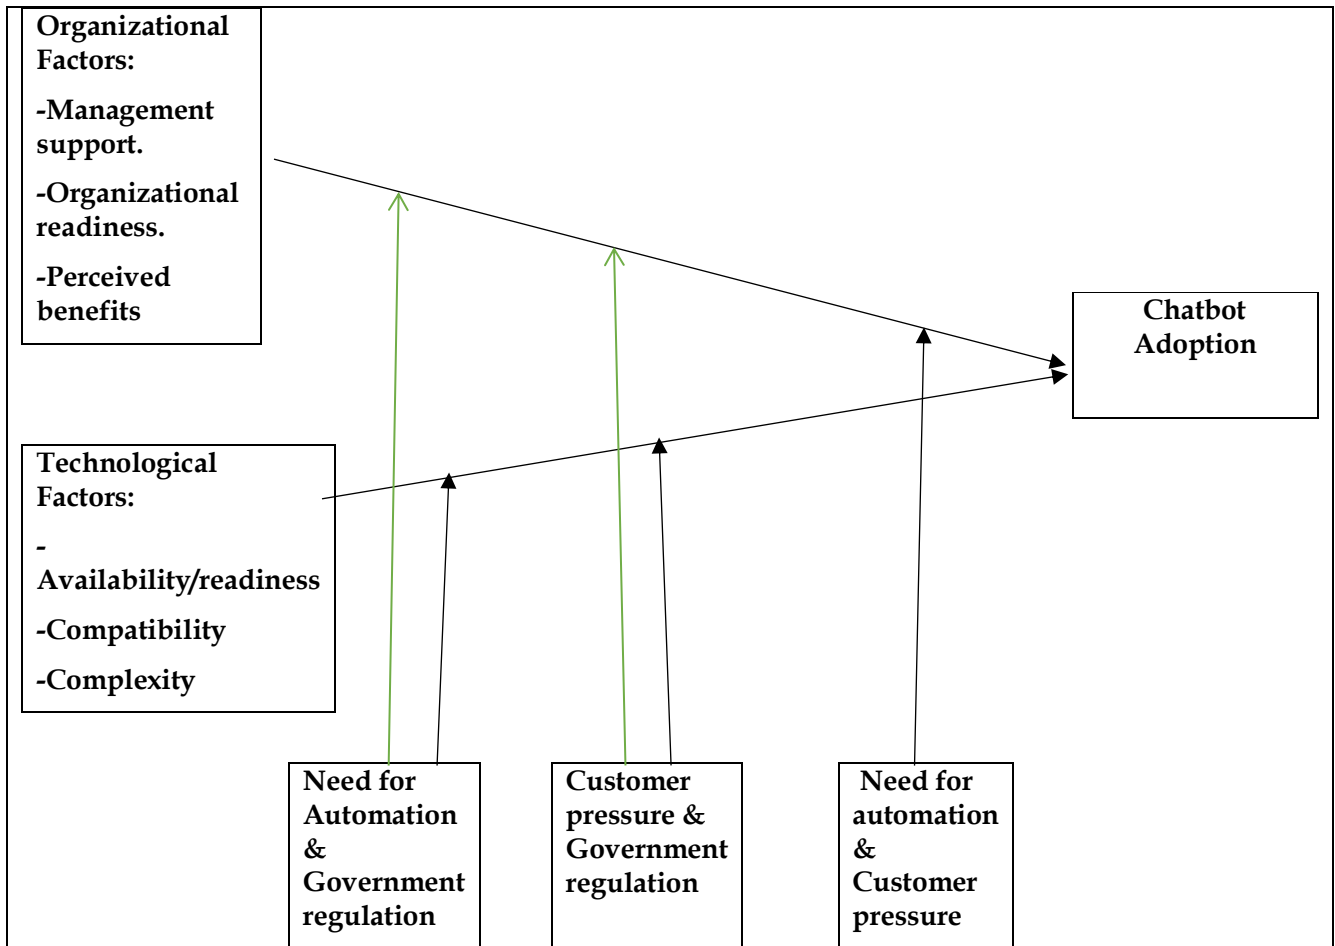 Organizational
Factors:
-Management
support.
-Organizational
readiness.
-Perceived
benefits
Chatbot
Adoption
Technological
Factors:
-
Availability/readiness
-Compatibility
-Complexity
Need for
Automation
&
Government
regulation
Customer
pressure &
Government
regulation
Need for
automation
&
Customer
pressure